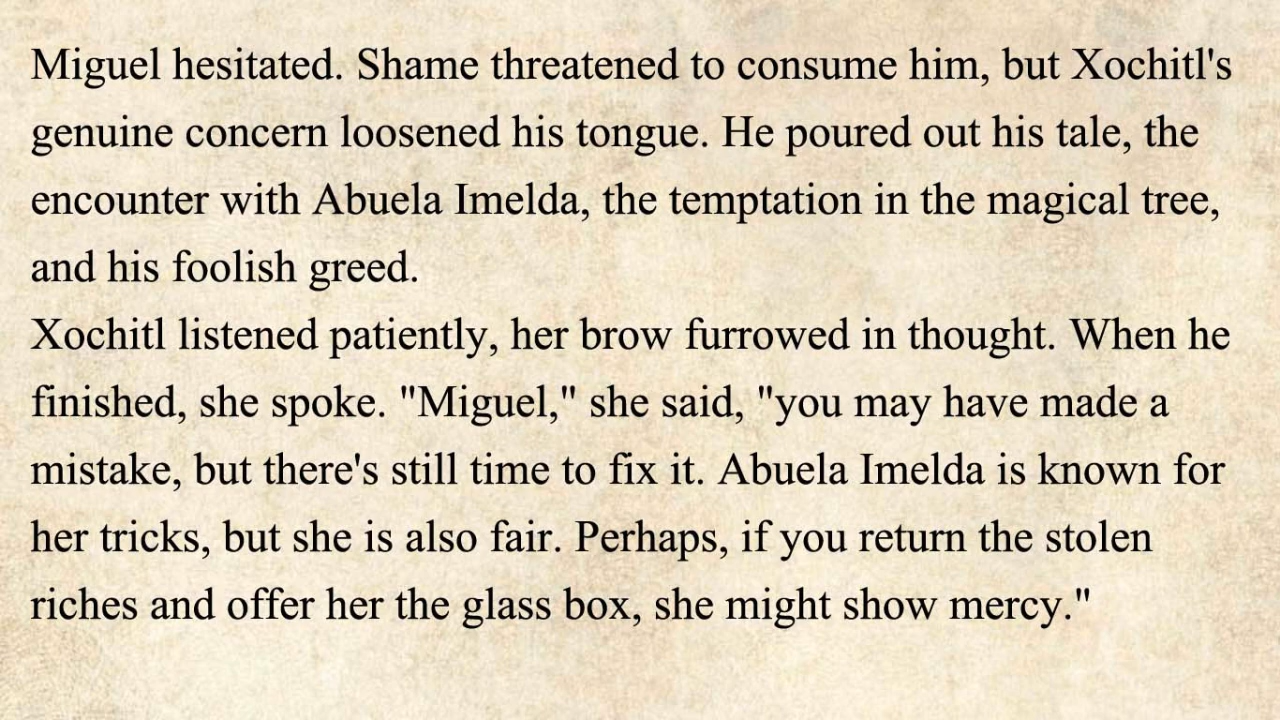 Miguel hesitated. Shame threatened to consume him, but Xochitl's
genuine concern loosened his tongue. He poured out his tale, the
encounter with Abuela Imelda, the temptation in the magical tree,
and his foolish greed.
Xochitl listened patiently, her brow furrowed in thought. When he
finished, she spoke. "Miguel," she said, "you may have made a
mistake, but there's still time to fix it. Abuela Imelda is known for
her tricks, but she is also fair. Perhaps, if you return the stolen
riches and offer her the glass box, she might show mercy."